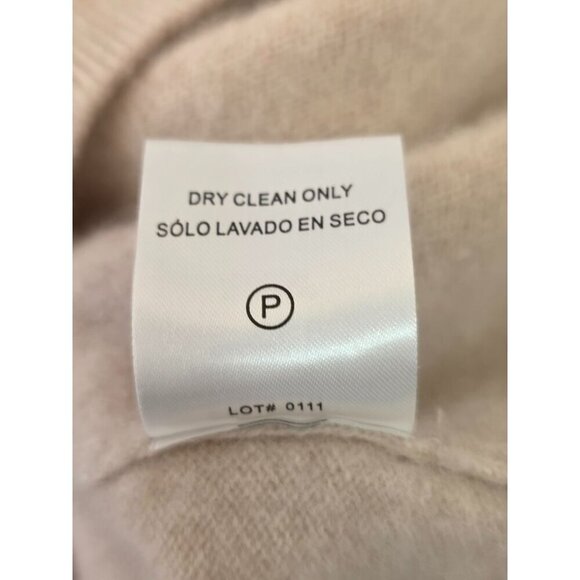 DRY CLEAN ONLY
SÓLO LAVADO EN SECO
P
LOT# 0111